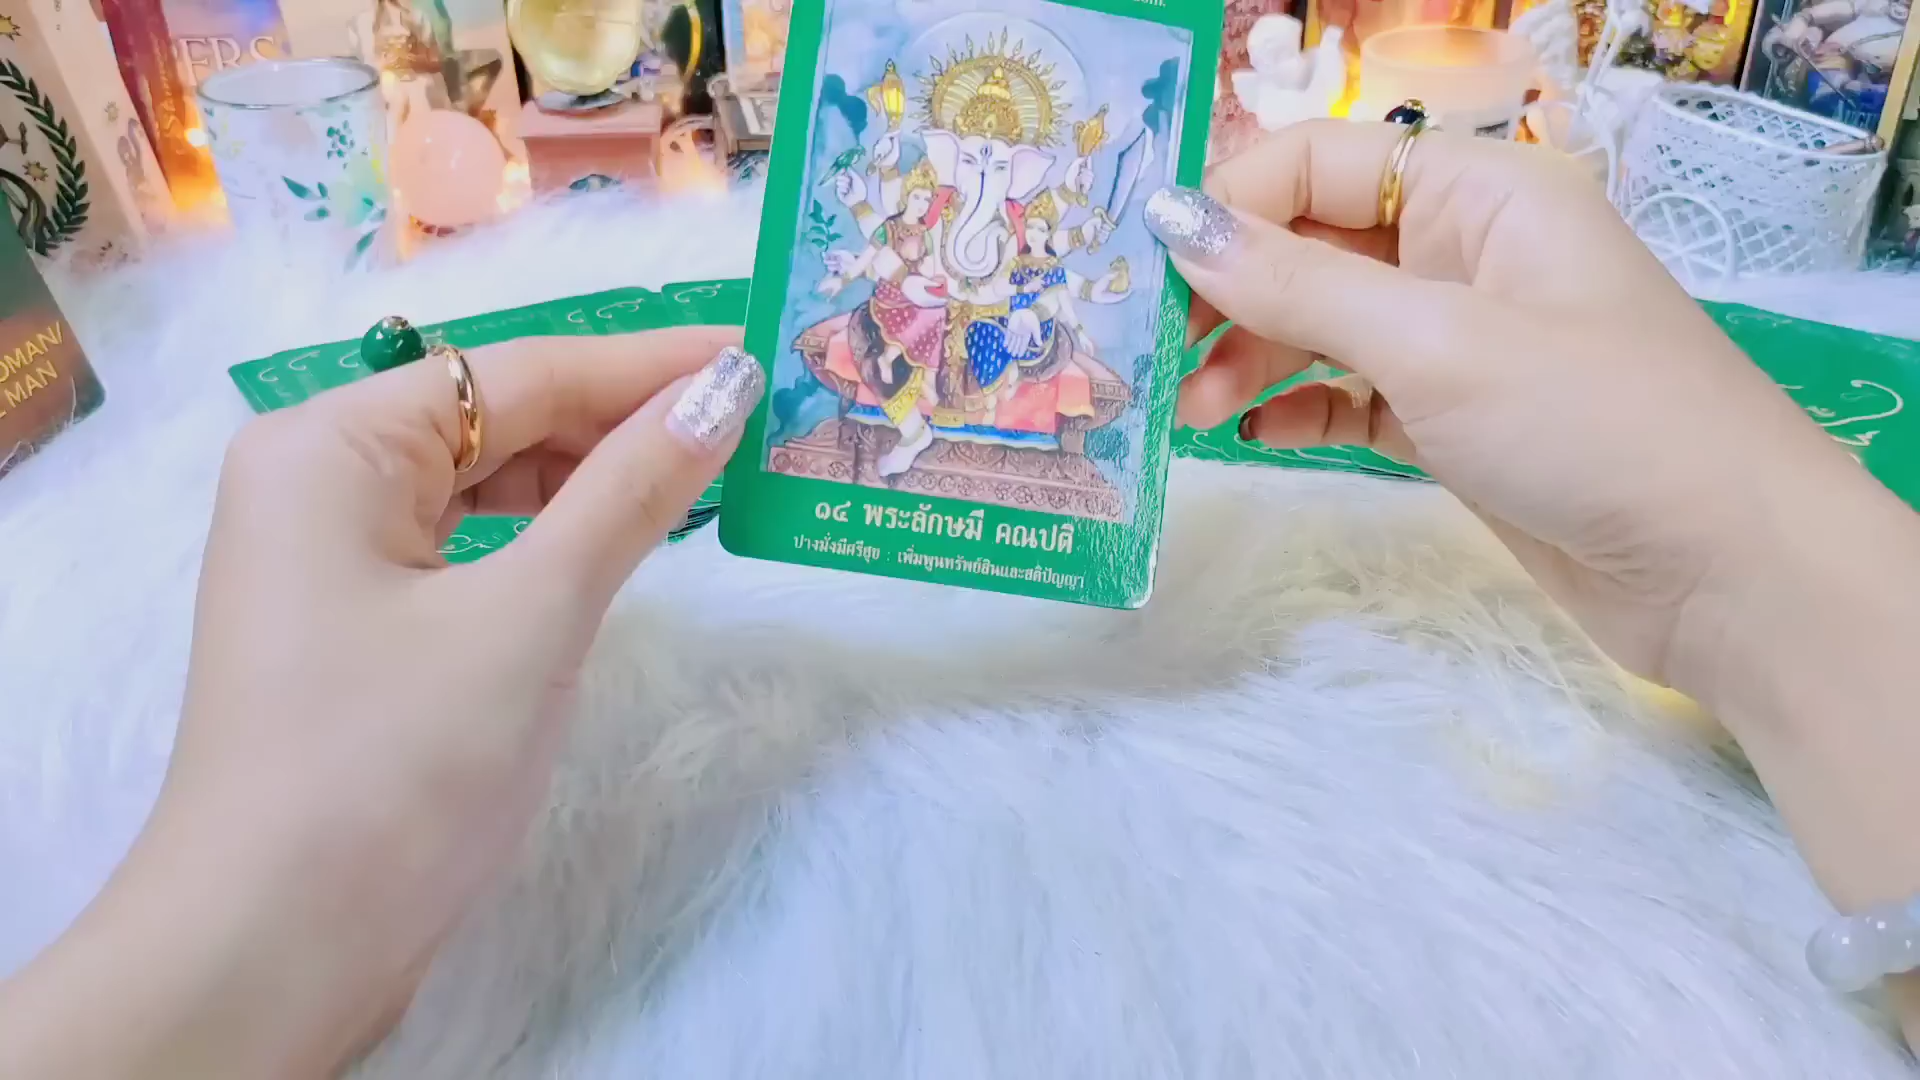 ๑๔ พระลักษมี คณปติ
ปางมั่งมีศรีสุข : เพิ่มพูนทรัพย์สินและสติปัญญา
OMAN/
MAN